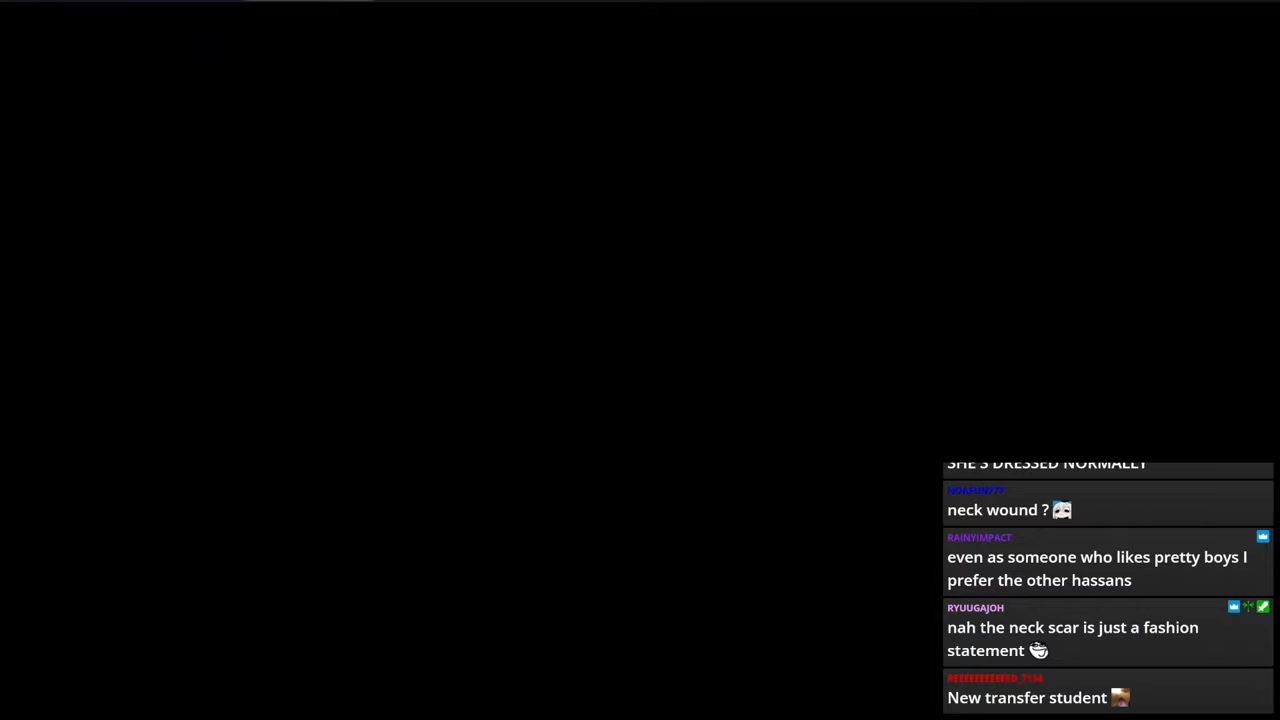 SHE'S DRESSED NORMALLY
NOAFUN777
neck wound ?
RAINYIMPACT
even as someone who likes pretty boys I
prefer the other hassans
RYUUGAJOH
nah the neck scar is just a fashion
statement
New transfer student